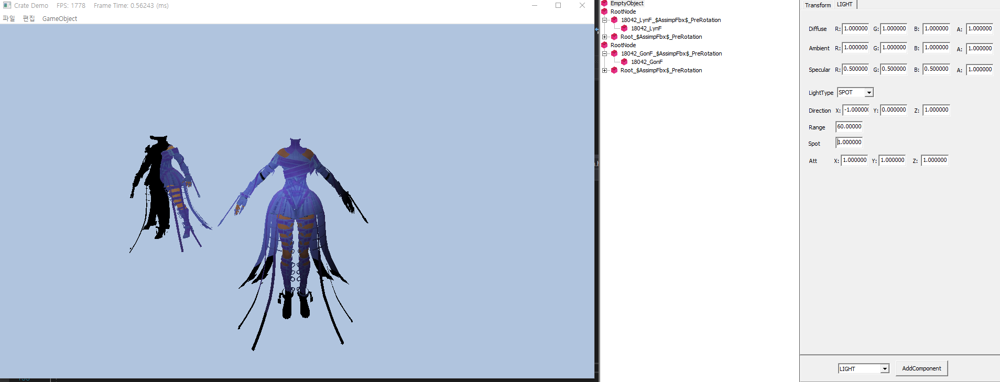 Crate Demo FPS: 1778 Frame Time: 0.56243 (ms)
파일 편집 GameObject
EmptyObject
RootNode
18042_LynF_$AssimpFbx$_PreRotation
18042_LynF
Root_$AssimpFbx$_PreRotation
RootNode
18042_GonF_$AssimpFbx$_PreRotation
18042_GonF
Root_$AssimpFbx$_PreRotation
Transform LIGHT
Diffuse R: 1.000000 G: 1.000000 B: 1.000000 A: 1.000000
Ambient R: 1.000000 G: 1.000000 B: 1.000000 A: 1.000000
Specular R: 0.500000 G: 0.500000 B: 0.500000 A: 1.000000
LightType SPOT
Direction X: -1.000000 Y: 0.000000 Z: 1.000000
Range 60.00000
Spot 1.000000
Att X: 1.000000 Y: 1.000000 Z: 1.000000
LIGHT AddComponent